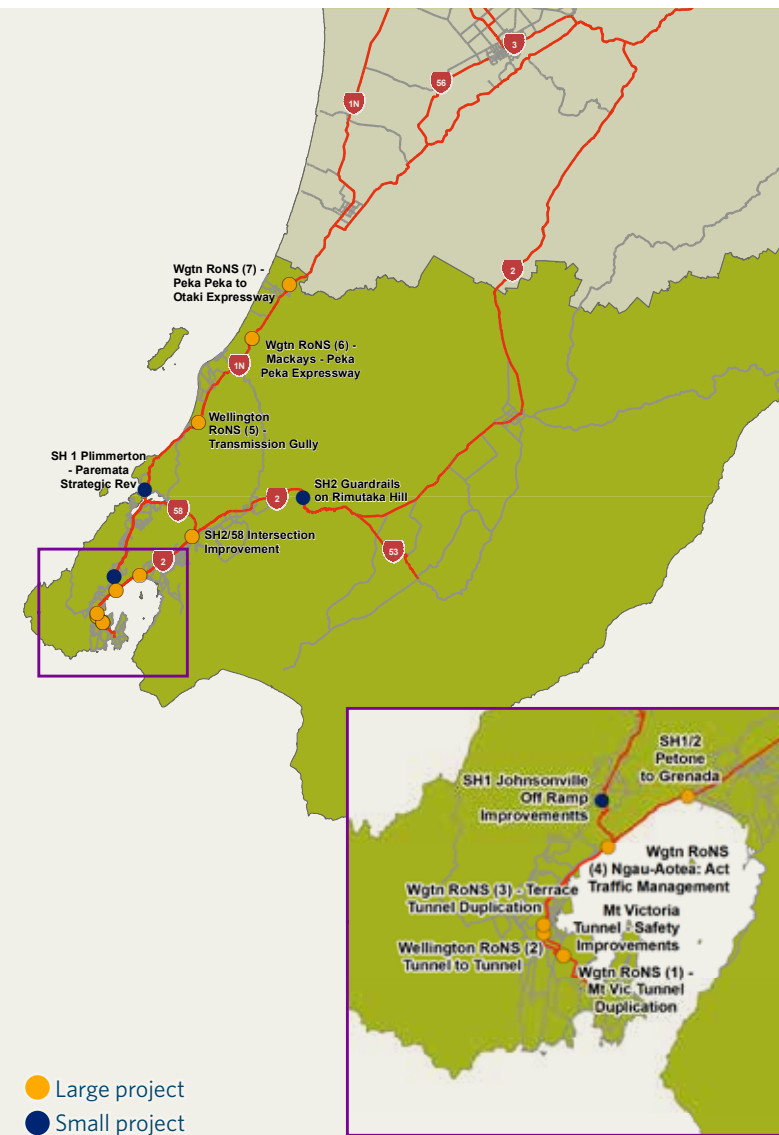 3
56
1N
2
Wgtn RoNS (7) -
Peka Peka to
Otaki Expressway
Wgtn RoNS (6) -
Mackays - Peka
Peka Expressway
1N
Wellington
RoNS (5) -
Transmission Gully
SH 1 Plimmerton
- Paremata
Strategic Rev
SH2 Guardrails
on Rimutaka Hill
2
58
SH2/58 Intersection
Improvement
53
2
SH1/2
Petone
to Grenada
SH1 Johnsonville
Off Ramp
Improvementts
Wgtn RoNS
(4) Ngau-Aotea: Act
Traffic Management
Wgtn RoNS (3) - Terrace
Tunnel Duplication
Mt Victoria
Tunnel - Safety
Improvements
Wellington RoNS (2)
Tunnel to Tunnel
Wgtn RoNS (1) -
Mt Vic Tunnel
Duplication
Large project
Small project